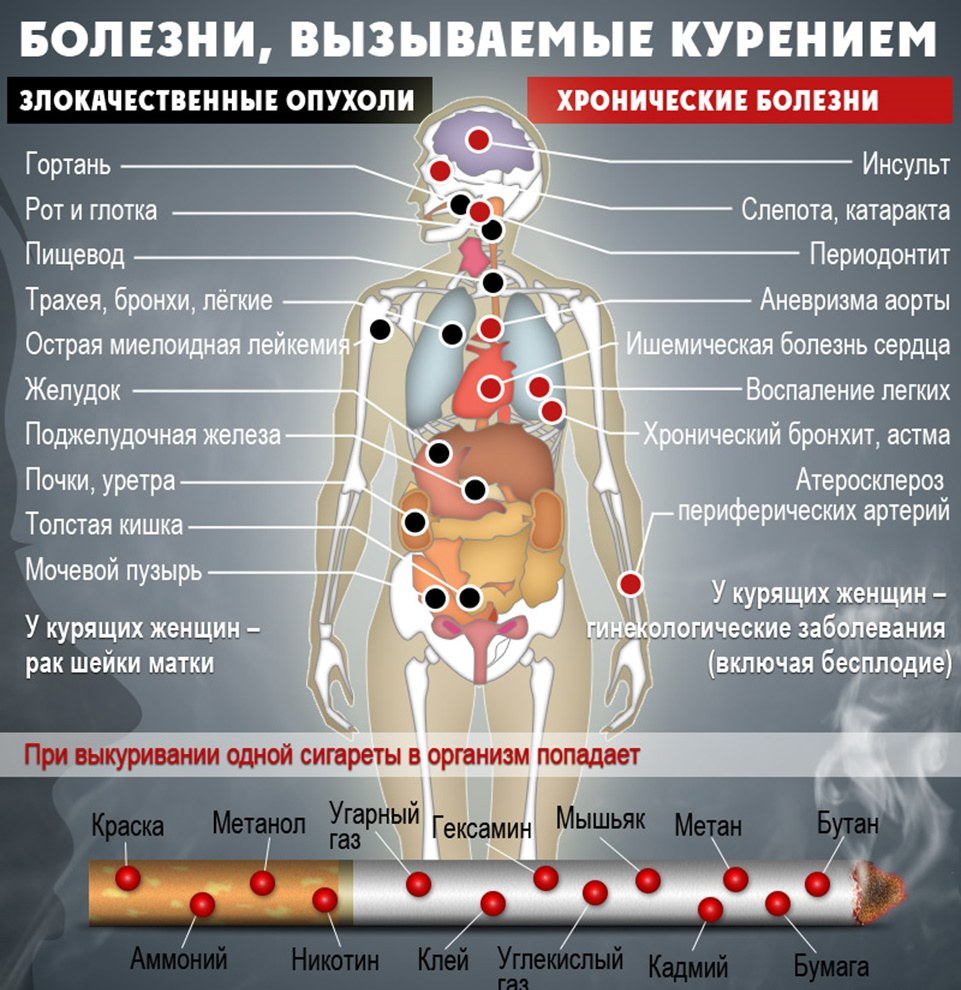 БОЛЕЗНИ, ВЫЗЫВАЕМЫЕ КУРЕНИЕМ
ЗЛОКАЧЕСТВЕННЫЕ ОПУХОЛИ
Гортань
Рот и глотка
Пищевод
Трахея, бронхи, лёгкие
Острая миелоидная лейкемия
Желудок
Поджелудочная железа
Почки, уретра
Толстая кишка
Мочевой пузырь
У курящих женщин –
рак шейки матки
ХРОНИЧЕСКИЕ БОЛЕЗНИ
Инсульт
Слепота, катаракта
Периодонтит
Аневризма аорты
Ишемическая болезнь сердца
Воспаление легких
Хронический бронхит, астма
Атеросклероз
периферических артерий
У курящих женщин –
гинекологические заболевания
(включая бесплодие)
При выкуривании одной сигареты в организм попадает
Краска
Метанол
Угарный
газ
Гексамин
Мышьяк
Метан
Бутан
Аммоний
Никотин
Клей
Углекислый
газ
Кадмий
Бумага